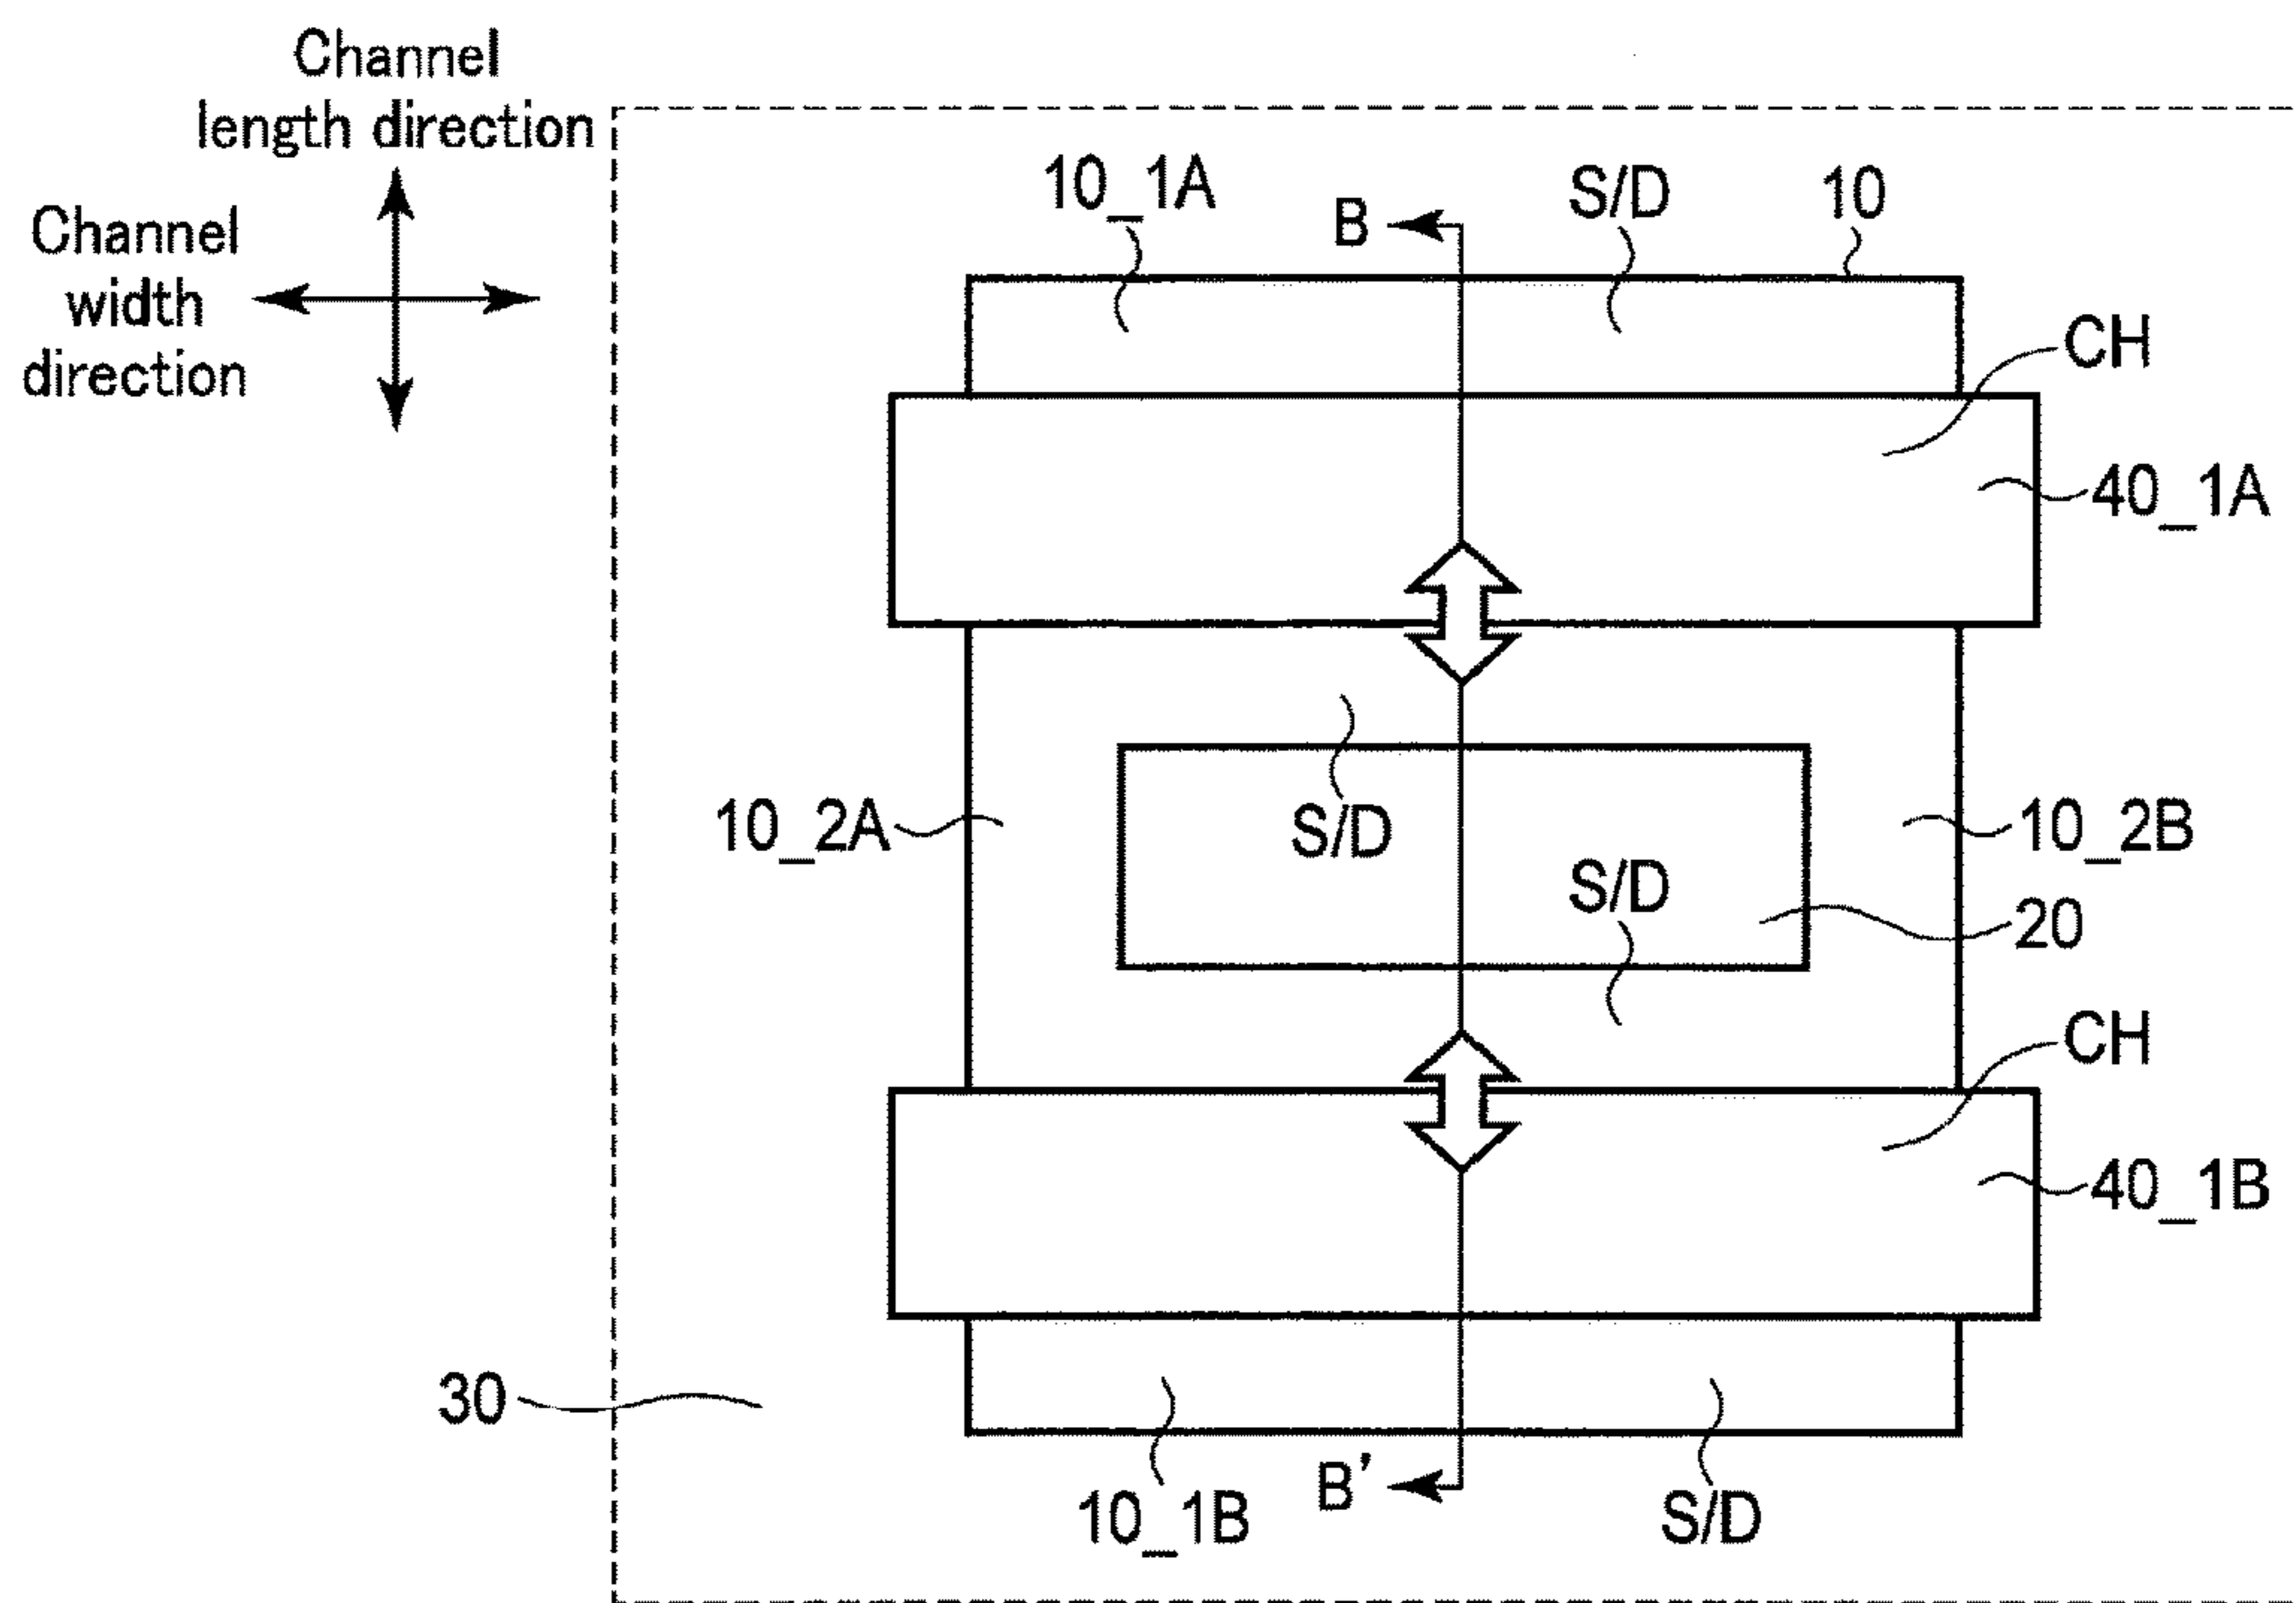 Channel
length direction
Channel
width
direction
10_1A
B
S/D
10
CH
40_1A
10_2A
S/D
S/D
10_2B
20
CH
40_1B
30
10_1B
B'
S/D